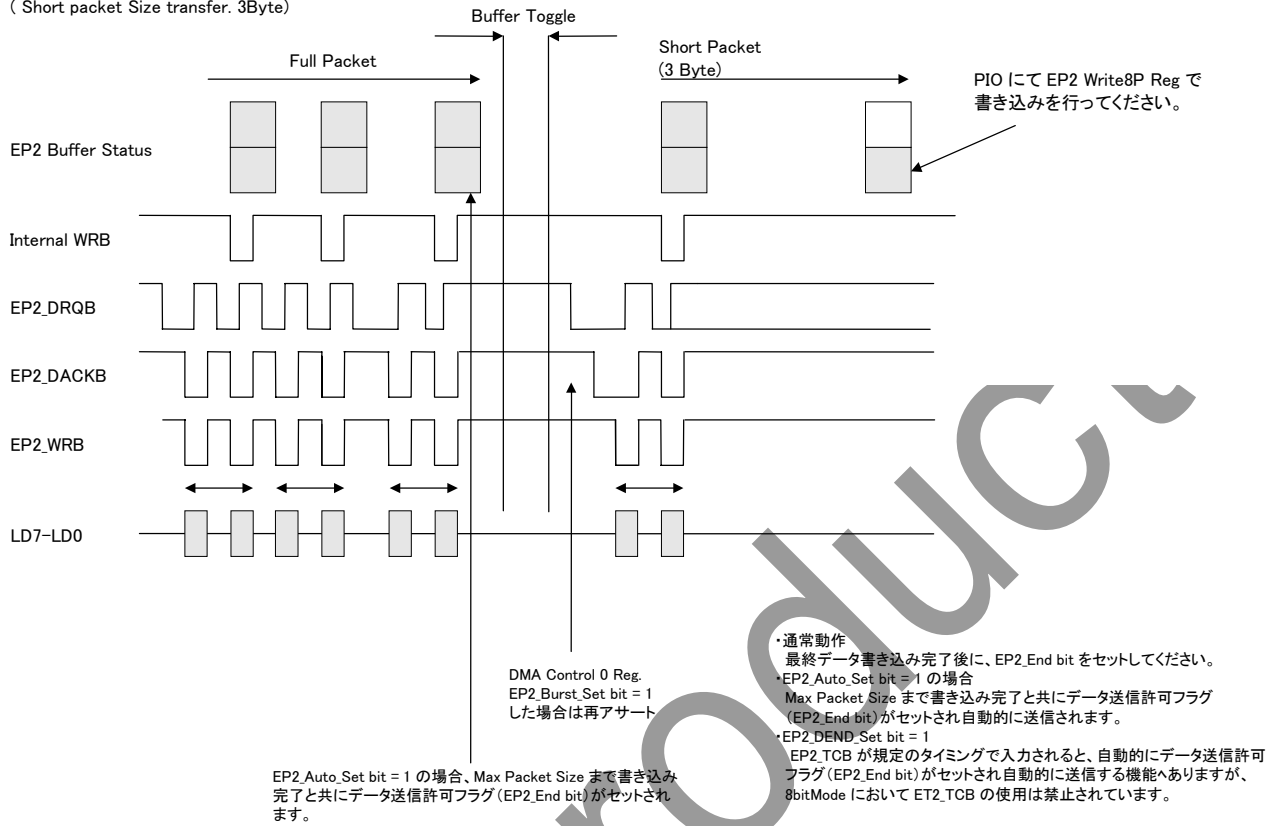 ( Short packet Size transfer. 3Byte)
Buffer Toggle
Full Packet
Short Packet
(3 Byte)
PIO にて EP2 Write8P Reg で
書き込みを行ってください。
EP2 Buffer Status
Internal WRB
EP2_DRQB
EP2_DACKB
EP2_WRB
LD7-LD0
DMA Control 0 Reg.
EP2_Burst_Set bit = 1
した場合は再アサート
・通常動作
最終データ書き込み完了後に、EP2_End bit をセットしてください。
・EP2_Auto_Set bit = 1 の場合
Max Packet Size まで書き込み完了と共にデータ送信許可フラグ
(EP2_End bit)がセットされ自動的に送信されます。
・EP2_DEND_Set bit = 1
EP2_TCB が規定のタイミングで入力されると、自動的にデータ送信許可
フラグ(EP2_End bit)がセットされ自動的に送信する機能へありますが、
8bitMode において ET2_TCB の使用は禁止されています。
EP2_Auto_Set bit = 1 の場合、Max Packet Size まで書き込み
完了と共にデータ送信許可フラグ(EP2_End bit)がセットされ
ます。
roduct